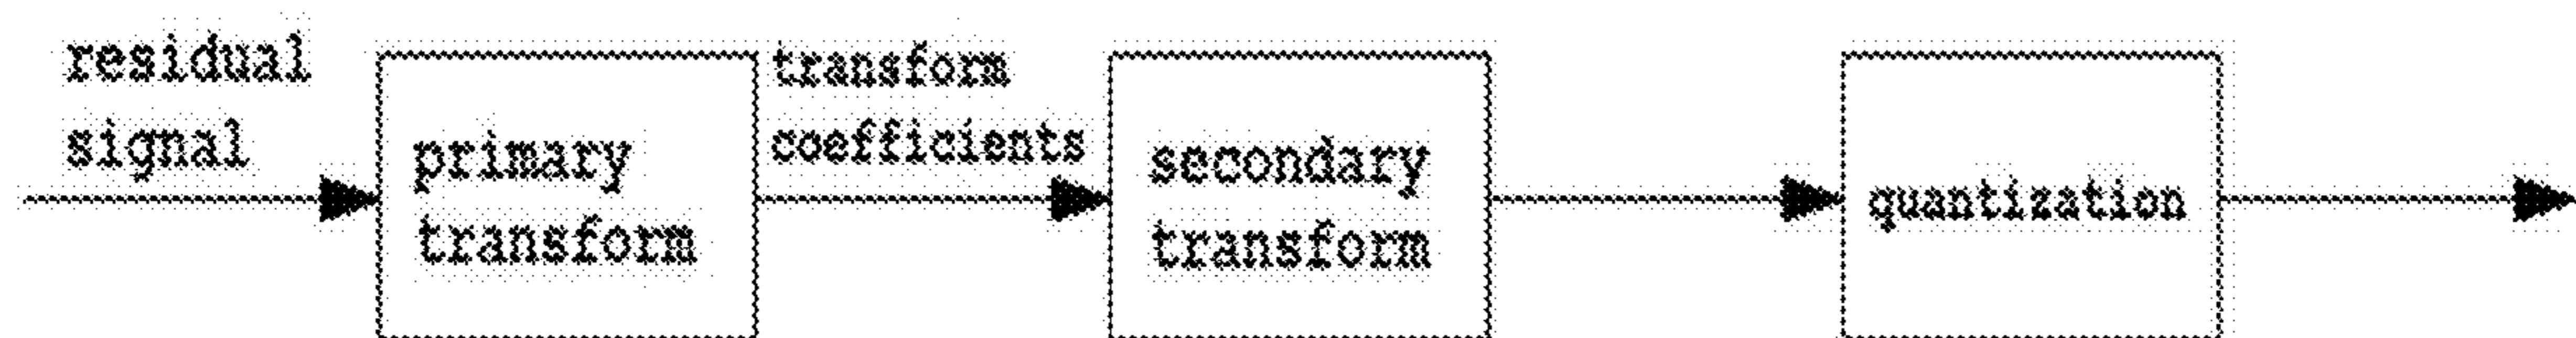 residual
signal
primary
transform
transform
coefficients
secondary
transform
quantization